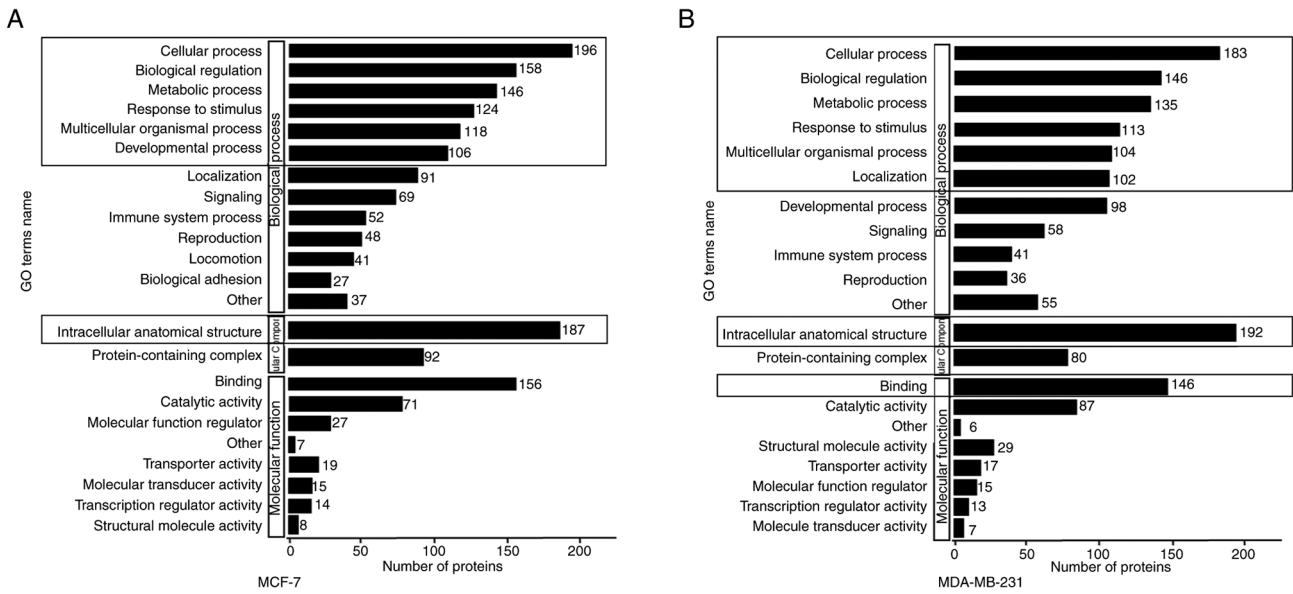 A
GO terms name
Biological process
Cellular process 196
Biological regulation 158
Metabolic process 146
Response to stimulus 124
Multicellular organismal process 118
Developmental process 106
Localization 91
Signaling 69
Immune system process 52
Reproduction 48
Locomotion 41
Biological adhesion 27
Other 37
ular Compor
Intracellular anatomical structure 187
Protein-containing complex 92
Molecular function
Binding 156
Catalytic activity 71
Molecular function regulator 27
Other 7
Transporter activity 19
Molecular transducer activity 15
Transcription regulator activity 14
Structural molecule activity 8
0 50 100 150 200
Number of proteins
MCF-7
B
GO terms name
Biological process
Cellular process 183
Biological regulation 146
Metabolic process 135
Response to stimulus 113
Multicellular organismal process 104
Localization 102
Developmental process 98
Signaling 58
Immune system process 41
Reproduction 36
Other 55
ular Compor
Intracellular anatomical structure 192
Protein-containing complex 80
Molecular function
Binding 146
Catalytic activity 87
Other 6
Structural molecule activity 29
Transporter activity 17
Molecular function regulator 15
Transcription regulator activity 13
Molecule transducer activity 7
0 50 100 150 200
Number of proteins
MDA-MB-231